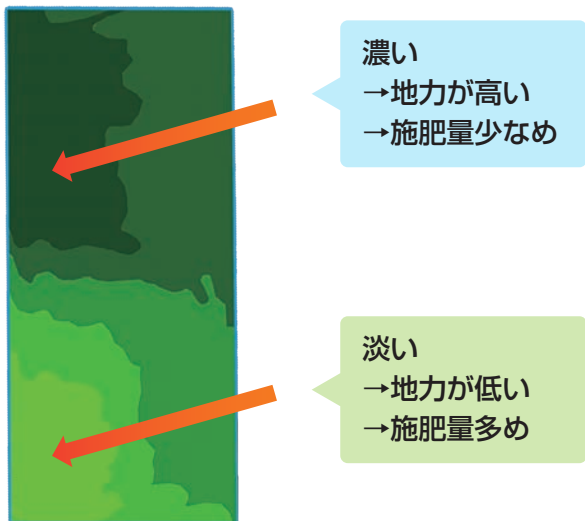 濃い
→地力が高い
→施肥量少なめ
淡い
→地力が低い
→施肥量多め